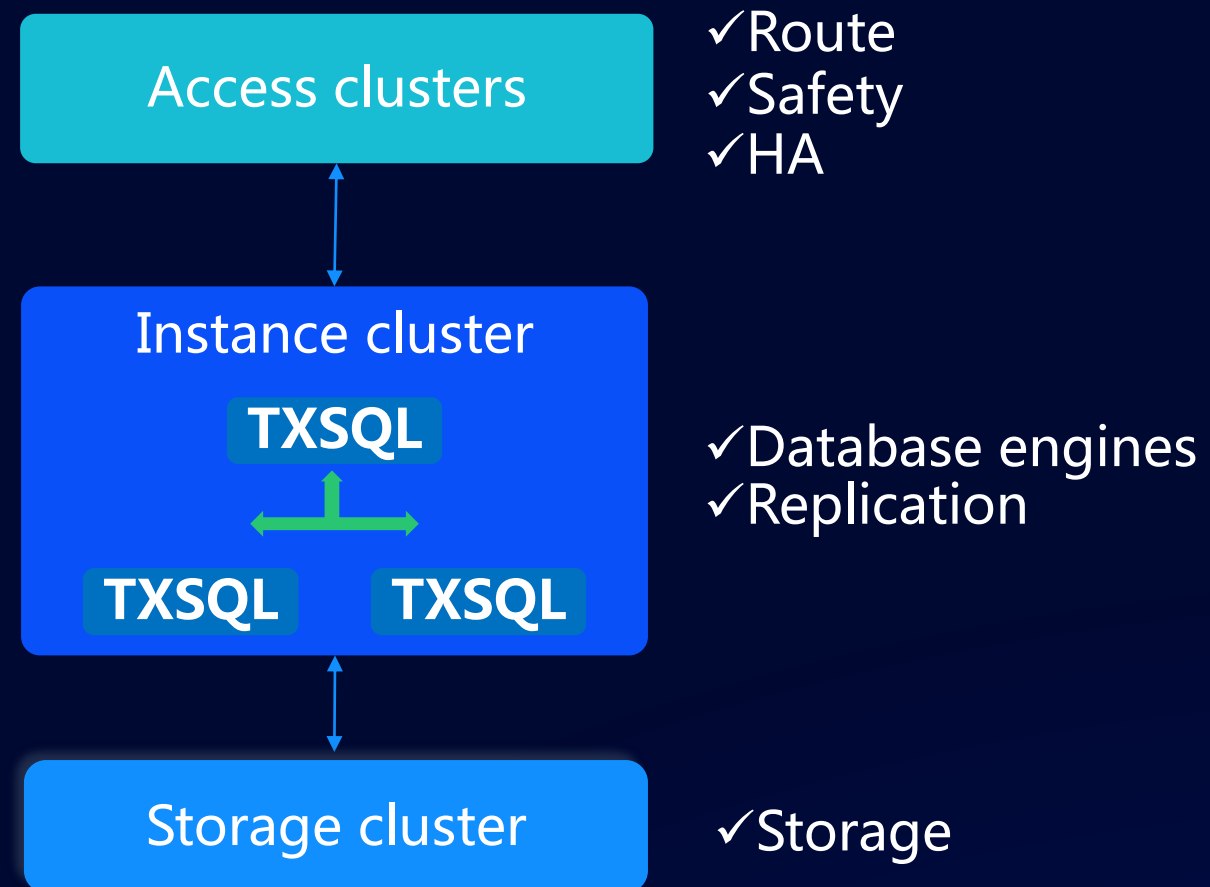 Access clusters
✓Route
✓Safety
✓HA
Instance cluster
TXSQL
TXSQL TXSQL
✓Database engines
✓Replication
Storage cluster
✓Storage